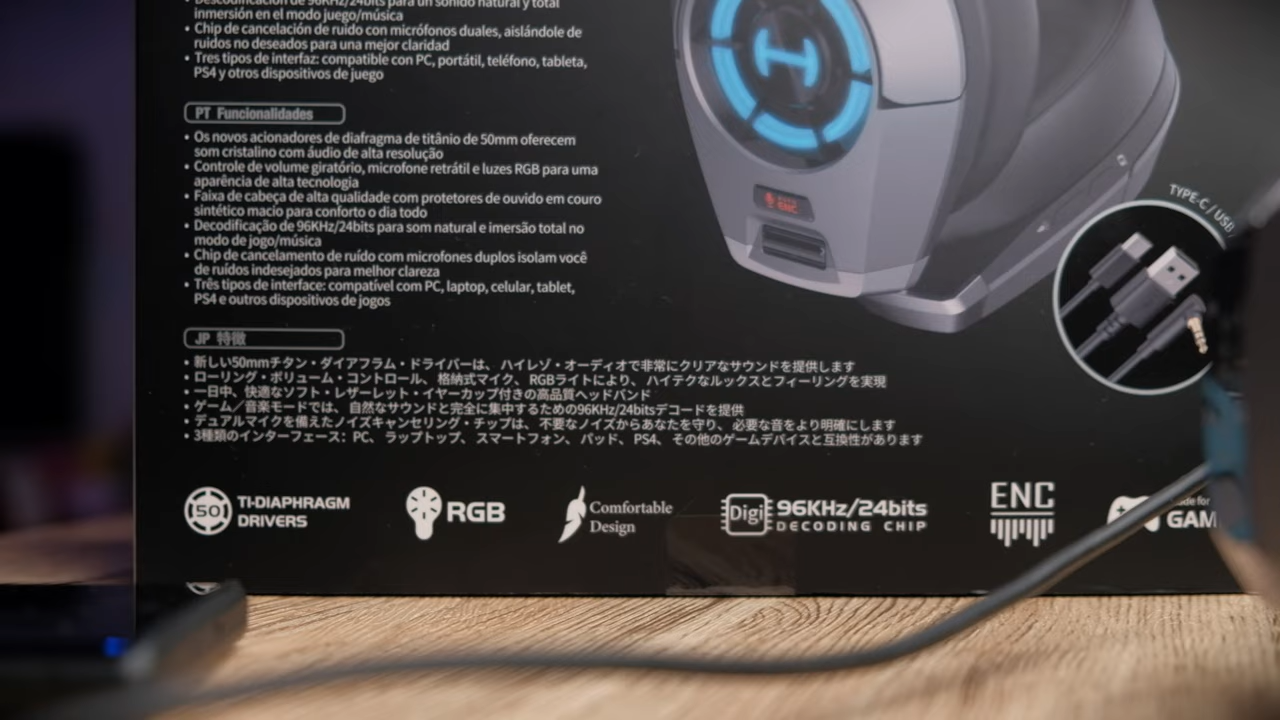 Descodificación de 96KHz/24bits para un sonido natural y total
inmersión en el modo juego/música
• Chip de cancelación de ruido con micrófonos duales, aislándole de
ruidos no deseados para una mejor claridad
• Tres tipos de interfaz: compatible con PC, portátil, teléfono, tableta,
PS4 y otros dispositivos de juego
PT Funcionalidades
• Os novos acionadores de diafragma de titânio de 50mm oferecem
som cristalino com áudio de alta resolução
• Controle de volume giratório, microfone retrátil e luzes RGB para uma
aparência de alta tecnologia
• Faixa de cabeça de alta qualidade com protetores de ouvido em couro
sintético macio para conforto o dia todo
• Decodificação de 96KHz/24bits para som natural e imersão total no
modo de jogo/música
• Chip de cancelamento de ruído com microfones duplos isolam você
de ruídos indesejados para melhor clareza
• Três tipos de interface: compatível com PC, laptop, celular, tablet,
PS4 e outros dispositivos de jogos
ENC
TYPE-C / USB
JP 特徴
• 新しい50mmチタン・ダイアフラム・ドライバーは、ハイレゾ・オーディオで非常にクリアなサウンドを提供します
• ローリング・ボリューム・コントロール、格納式マイク、RGBライトにより、ハイテクなルックスとフィーリングを実現
• 一日中、快適なソフト・レザーレット・イヤーカップ付きの高品質ヘッドバンド
• ゲーム/音楽モードでは、自然なサウンドと完全に集中するための96KHz/24bitsデコードを提供
• デュアルマイクを備えたノイズキャンセリング・チップは、不要なノイズからあなたを守り、必要な音をより明確にします
• 3種類のインターフェース：PC、ラップトップ、スマートフォン、パッド、PS4、その他のゲームデバイスと互換性があります
50 TI-DIAPHRAGM
DRIVERS
RGB
Comfortable
Design
Digi 96KHz/24bits
DECODING CHIP
ENC
for
GAM